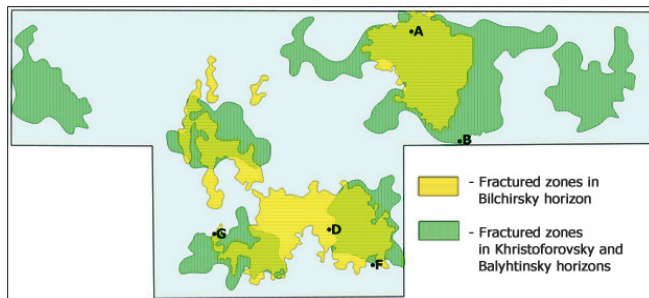 A
B
- Fractured zones in
Bilchirsky horizon
- Fractured zones
in Khristoforovsky and
Balyhtinsky horizons
G
D
F